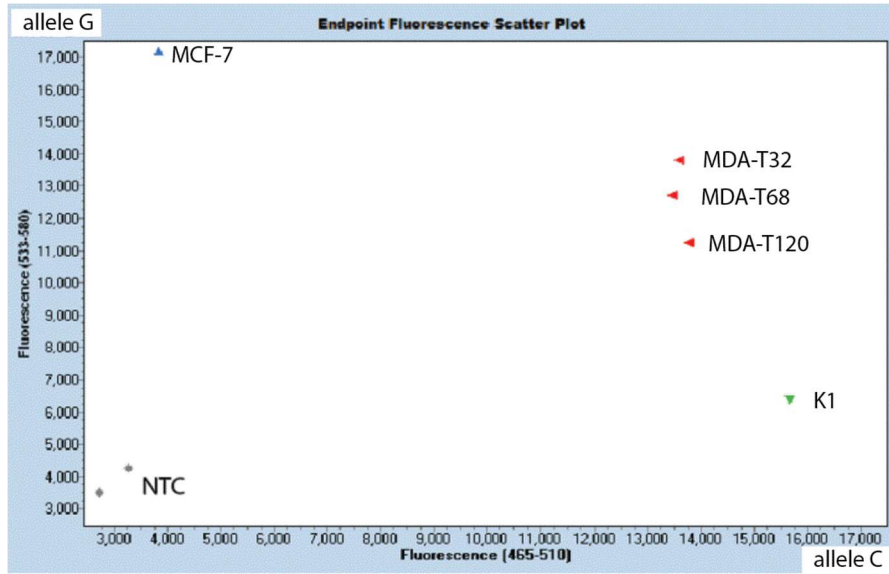 allele G
Endpoint Fluorescence Scatter Plot
17,000
MCF-7
16,000
15,000
14,000
MDA-T32
13,000
MDA-T68
12,000
11,000
MDA-T120
10,000
9,000
8,000
7,000
6,000
K1
5,000
4,000
NTC
3,000
Fluorescence (533-580)
3,000 4,000 5,000 6,000 7,000 8,000 9,000 10,000 11,000 12,000 13,000 14,000 15,000 16,000 17,000
Fluorescence (465-510)
allele C